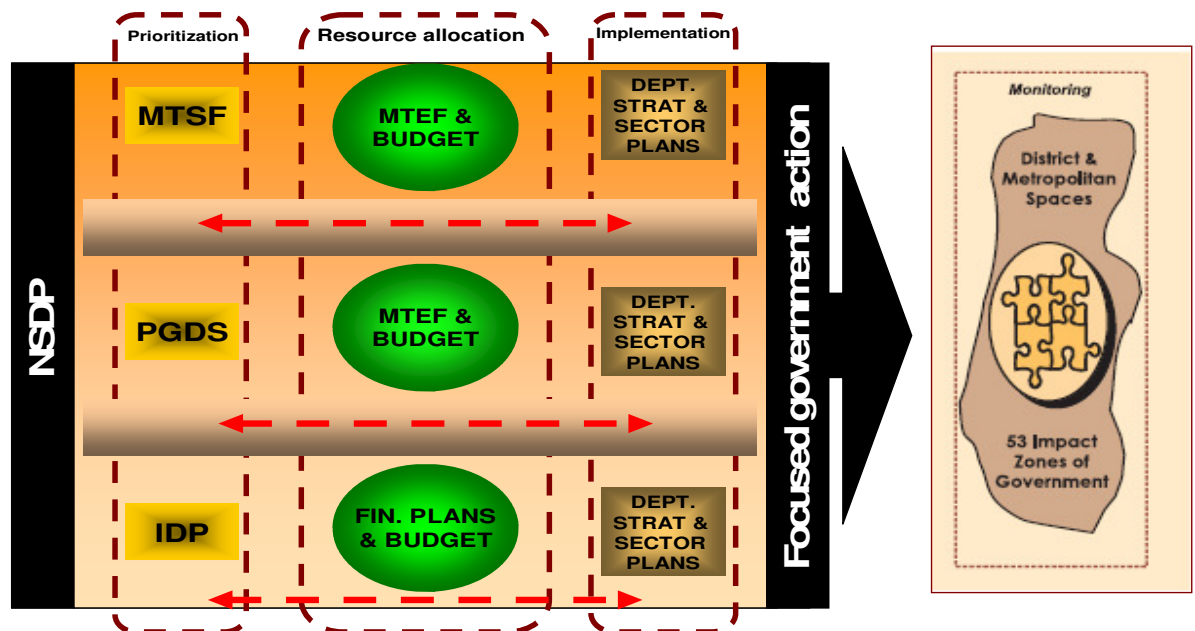 Prioritization
Resource allocation
Implementation
NSDP
MTSF
MTEF &
BUDGET
DEPT.
STRAT &
SECTOR
PLANS
PGDS
MTEF &
BUDGET
DEPT.
STRAT &
SECTOR
PLANS
IDP
FIN. PLANS
& BUDGET
DEPT.
STRAT &
SECTOR
PLANS
Focused government action
Monitoring
District &
Metropolitan
Spaces
53 Impact
Zones of
Government